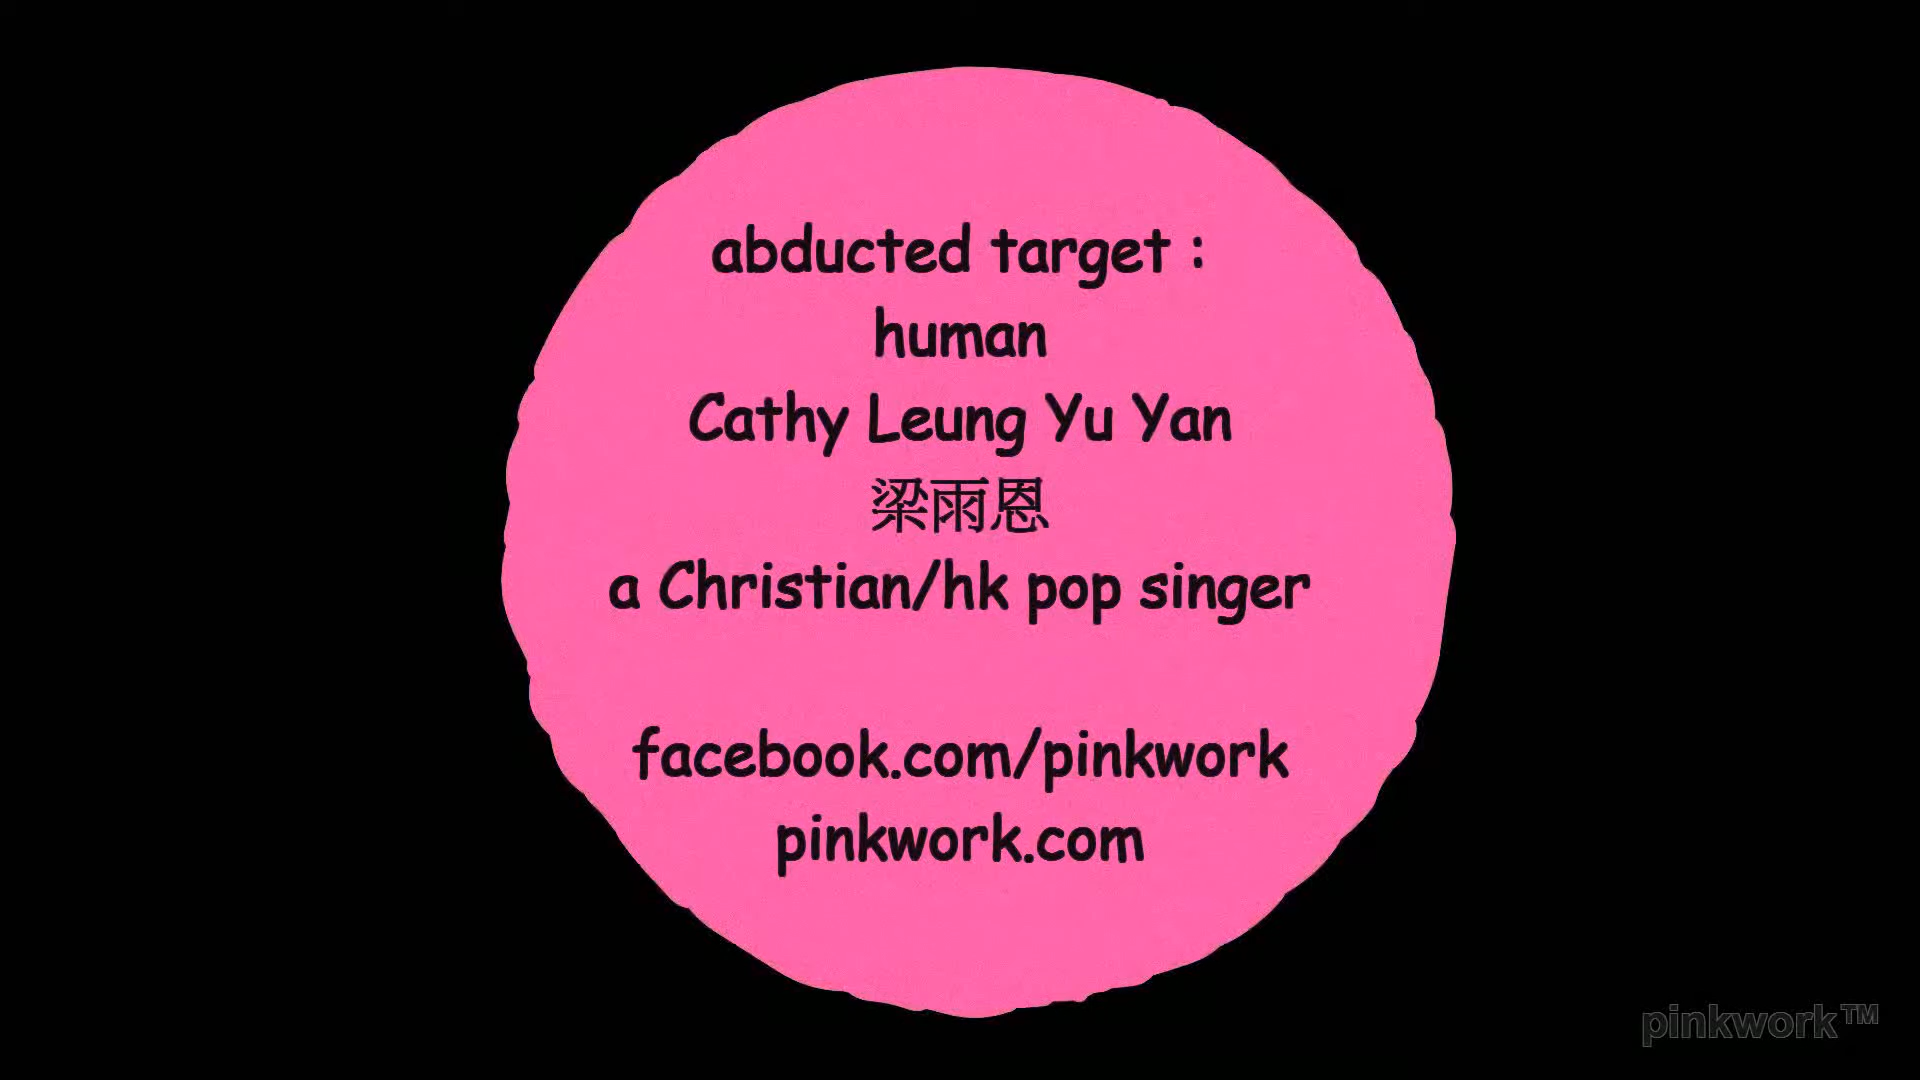 abducted target :
human
Cathy Leung Yu Yan
梁雨恩
a Christian/hk pop singer
facebook.com/pinkwork
pinkwork.com
pinkwork™